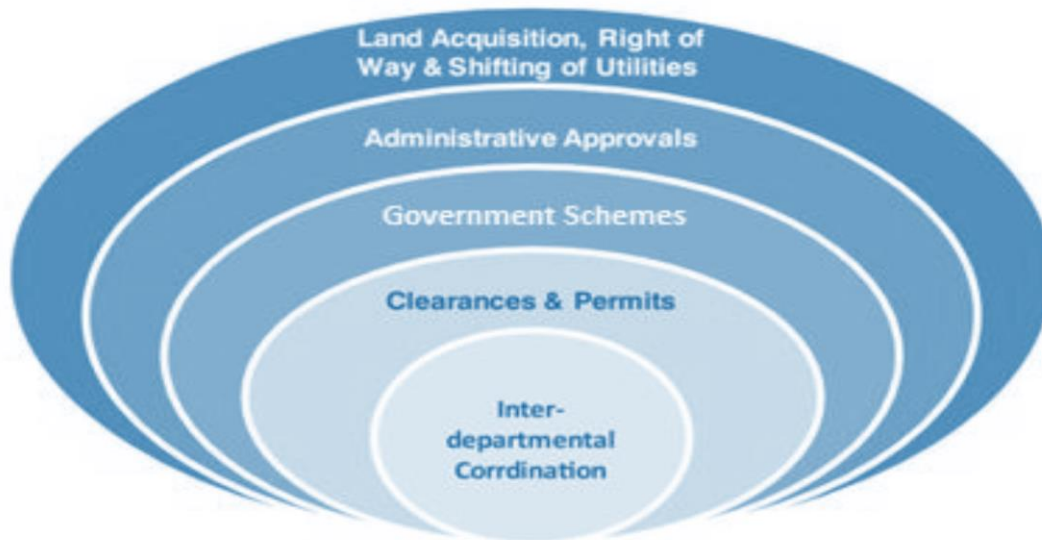 Land Acquisition, Right of
Way & Shifting of Utilities
Administrative Approvals
Government Schemes
Clearances & Permits
Inter-
departmental
Corrdination